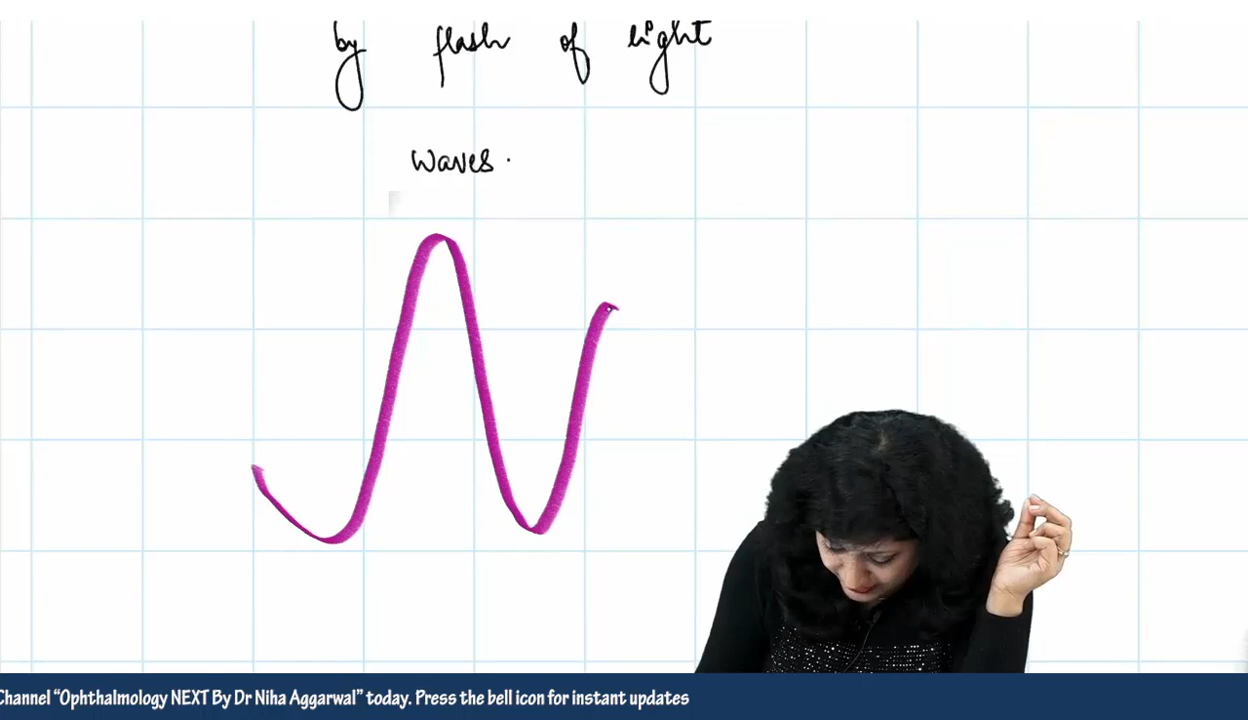 by flash of light
waves.
Channel “Ophthalmology NEXT By Dr Niha Aggarwal” today. Press the bell icon for instant updates